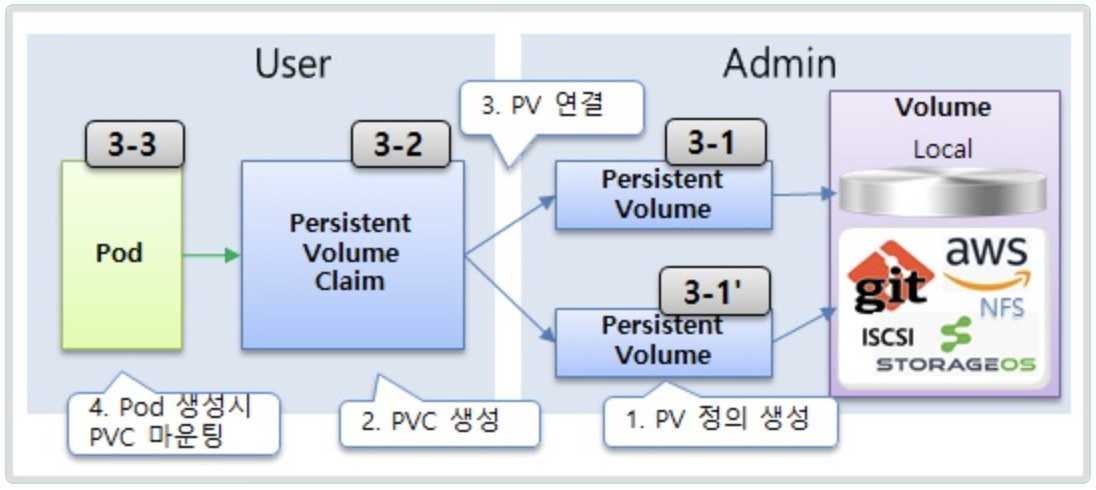 User
Admin
3. PV 연결
Volume
Local
3-3
3-2
3-1
Pod
Persistent
Volume
Claim
Persistent
Volume
3-1'
Persistent
Volume
git
aws
NFS
ISCSI
STORAGEOS
4. Pod 생성시
PVC 마운팅
2. PVC 생성
1. PV 정의 생성